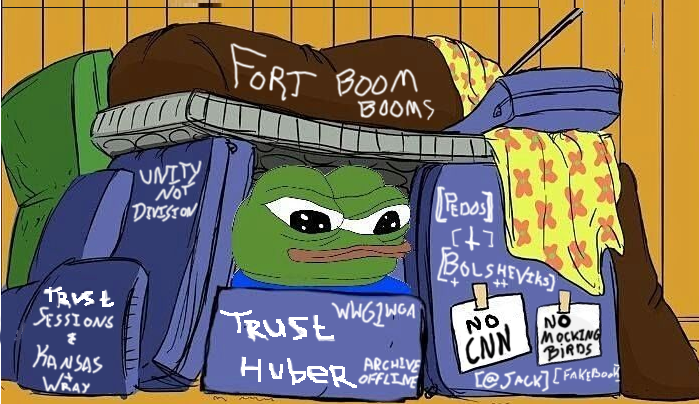 FORT BOOM
BOOMS
UNITY
NOT
DIVISION
[PEDOS]
[+]
[BOLSHEVIKS]
+ ++
TRUST
SESSIONS
&
KANSAS
+
WRAY
TRUST
HUBER
WWG1WGA
ARCHIVE
OFFLINE
NO
CNN
NO
MOCKING
BIRDS
[@JACK] [FAKEBOOK]